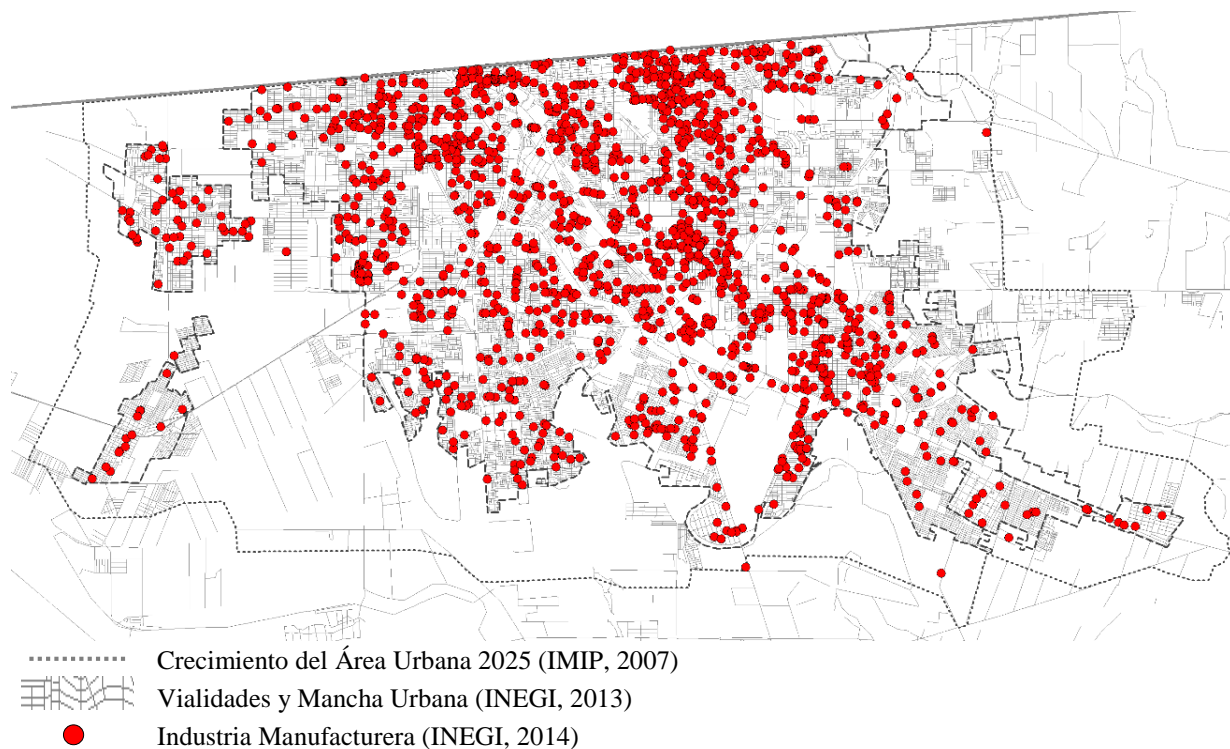 Crecimiento del Área Urbana 2025 (IMIP, 2007)
Vialidades y Mancha Urbana (INEGI, 2013)
Industria Manufacturera (INEGI, 2014)